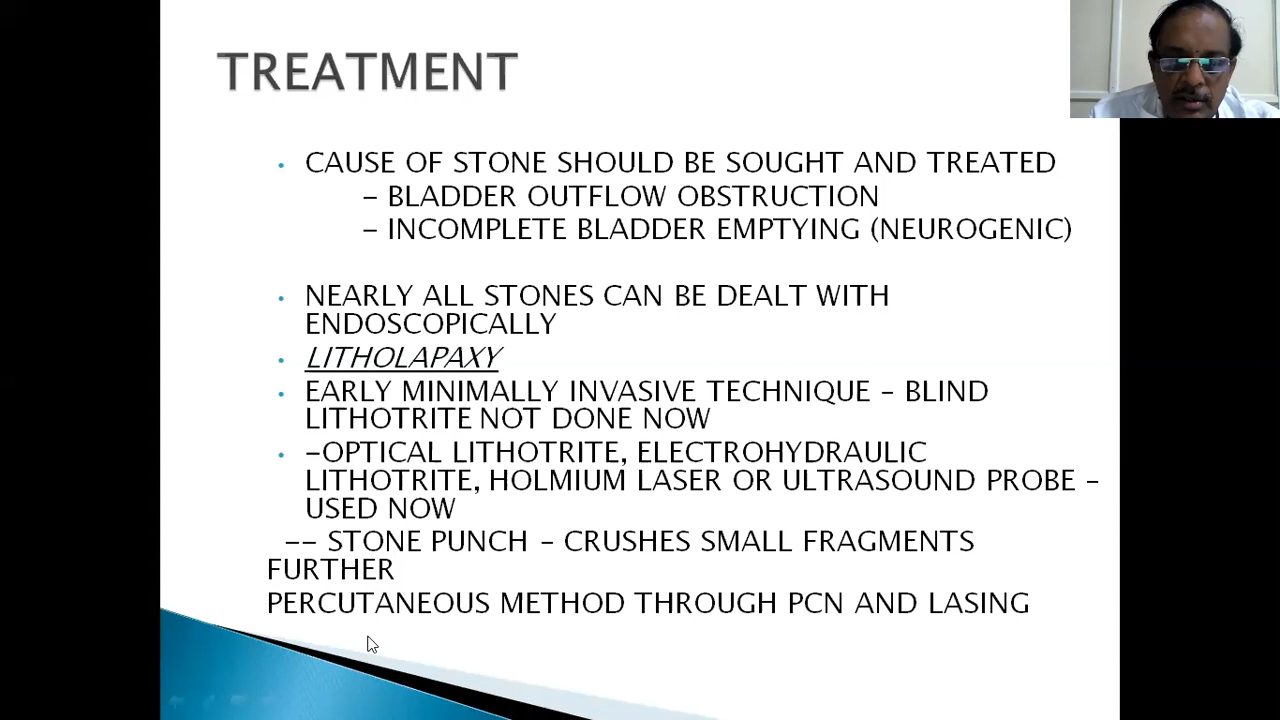 TREATMENT
• CAUSE OF STONE SHOULD BE SOUGHT AND TREATED
– BLADDER OUTFLOW OBSTRUCTION
– INCOMPLETE BLADDER EMPTYING (NEUROGENIC)
• NEARLY ALL STONES CAN BE DEALT WITH
ENDOSCOPICALLY
• LITHOLAPAXY
• EARLY MINIMALLY INVASIVE TECHNIQUE – BLIND
LITHOTRITE NOT DONE NOW
• –OPTICAL LITHOTRITE, ELECTROHYDRAULIC
LITHOTRITE, HOLMIUM LASER OR ULTRASOUND PROBE –
USED NOW
–– STONE PUNCH – CRUSHES SMALL FRAGMENTS
FURTHER
PERCUTANEOUS METHOD THROUGH PCN AND LASING